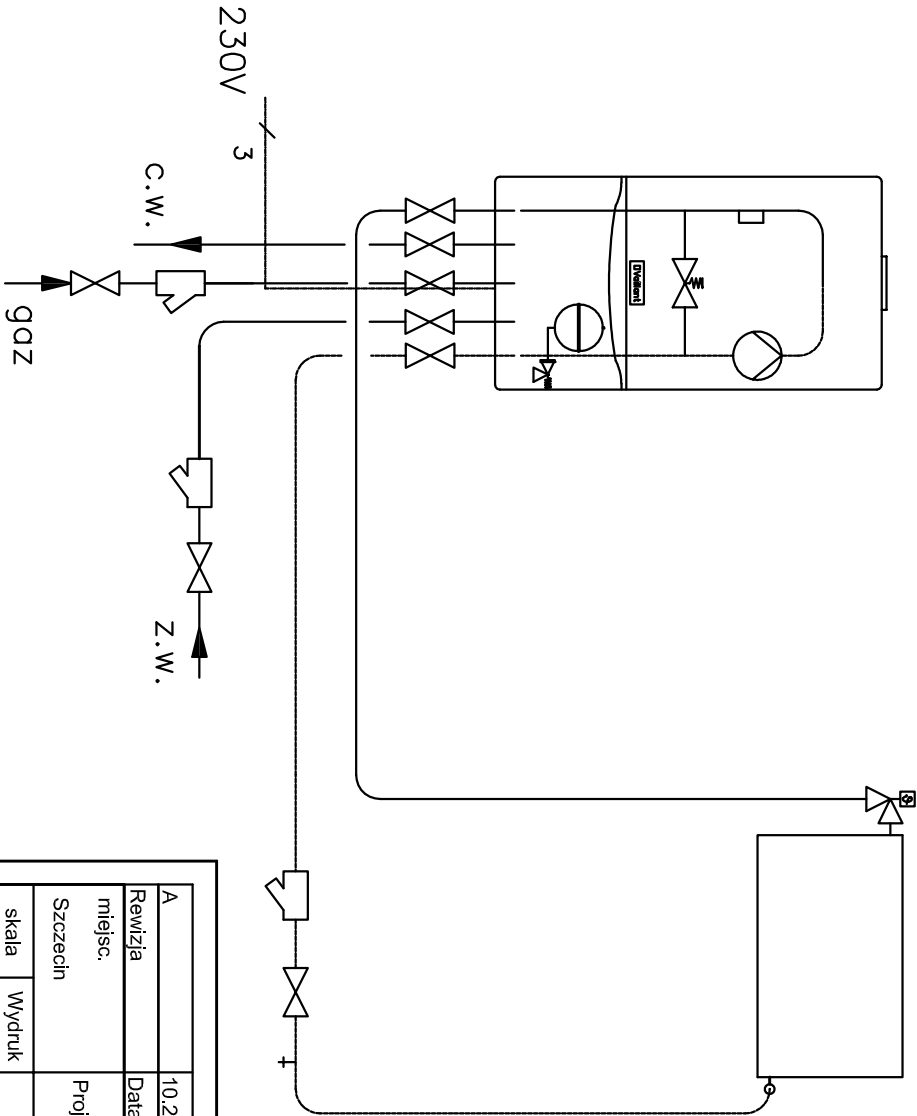 230V
3
c.w.
gaz
z.w.
Vaillant
A
10.2
Rewizja
Data
miejsc.
Szczecin
Proj
skala
Wydruk